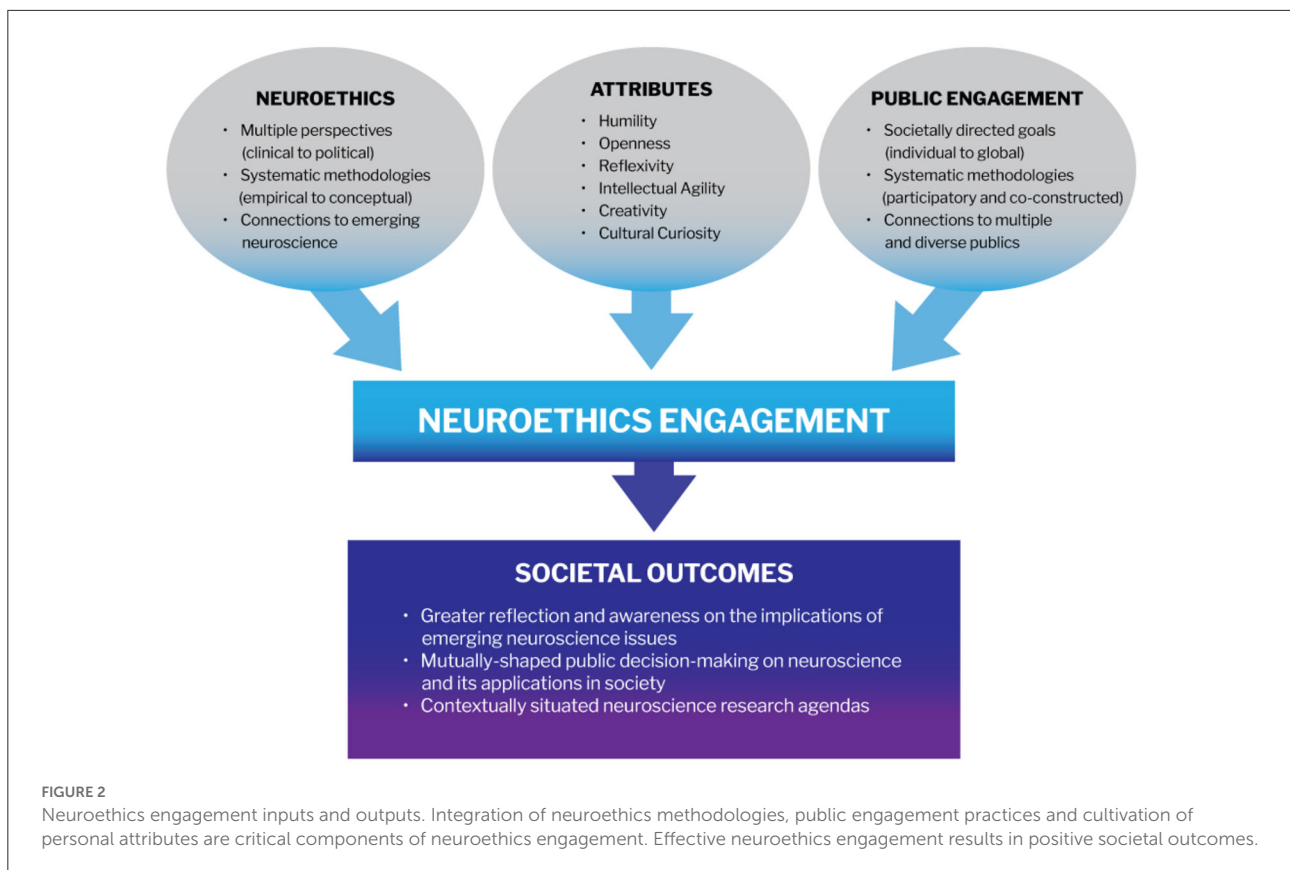 NEUROETHICS
• Multiple perspectives
(clinical to political)
• Systematic methodologies
(empirical to conceptual)
• Connections to emerging
neuroscience
ATTRIBUTES
• Humility
• Openness
• Reflexivity
• Intellectual Agility
• Creativity
• Cultural Curiosity
PUBLIC ENGAGEMENT
• Societally directed goals
(individual to global)
• Systematic methodologies
(participatory and co-constructed)
• Connections to multiple
and diverse publics
NEUROETHICS ENGAGEMENT
SOCIETAL OUTCOMES
• Greater reflection and awareness on the implications of
emerging neuroscience issues
• Mutually-shaped public decision-making on neuroscience
and its applications in society
• Contextually situated neuroscience research agendas
FIGURE 2
Neuroethics engagement inputs and outputs. Integration of neuroethics methodologies, public engagement practices and cultivation of
personal attributes are critical components of neuroethics engagement. Effective neuroethics engagement results in positive societal outcomes.